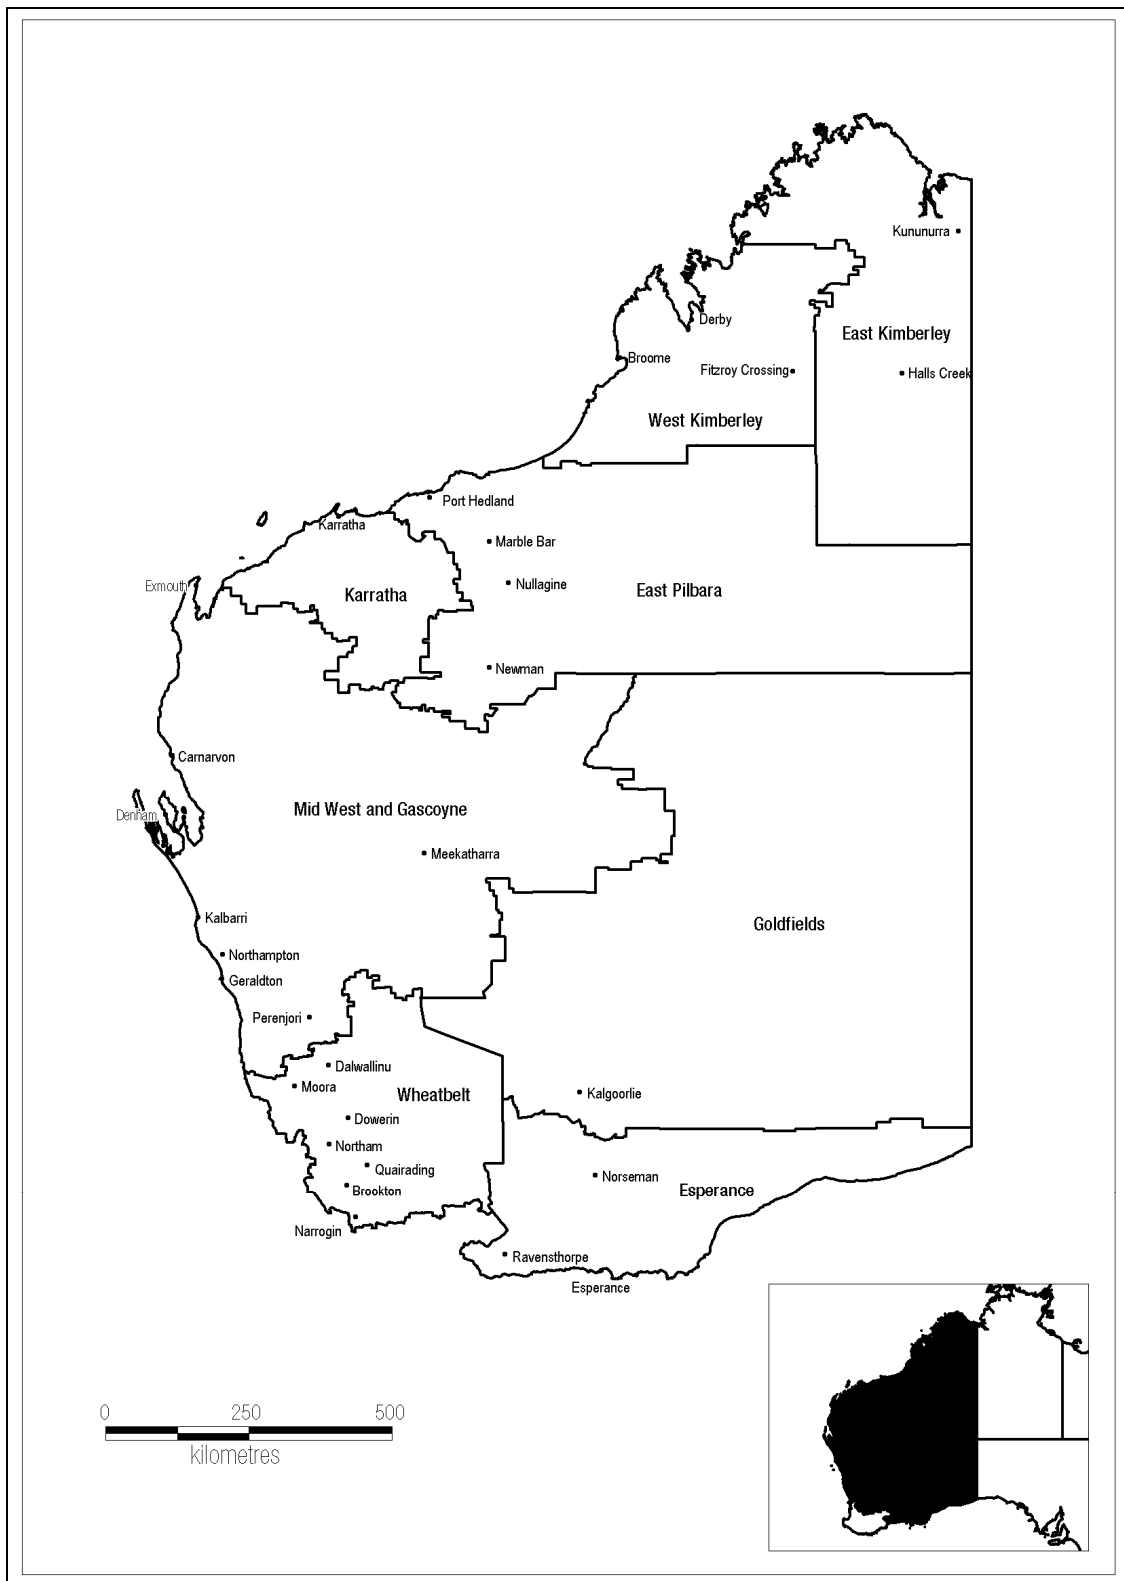 Kununurra
Derby
East Kimberley
Broome
Fitzroy Crossing
Halls Creek
West Kimberley
Port Hedland
Karratha
Marble Bar
Exmouth
Nullagine
East Pilbara
Karratha
Newman
Carnarvon
Mid West and Gascoyne
Denham
Meekatharra
Kalbarri
Goldfields
Northampton
Geraldton
Perenjori
Dalwallinu
Moora
Wheatbelt
Kalgoorlie
Dowerin
Northam
Quairading
Norseman
Brookton
Esperance
Narrogin
Ravensthorpe
Esperance
0 250 500
kilometres